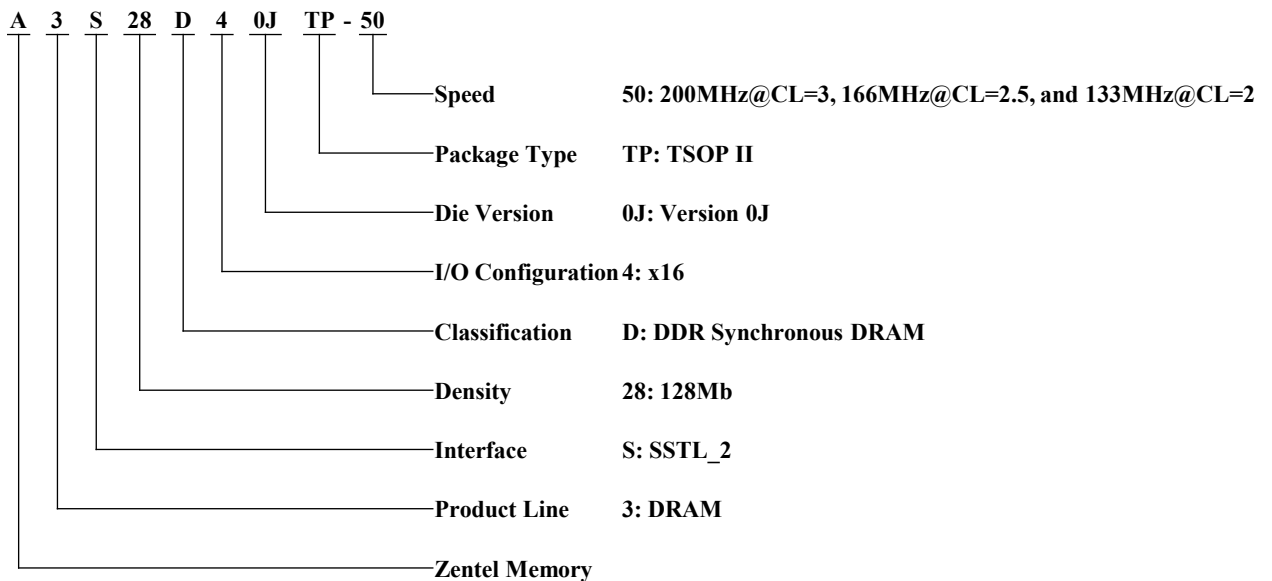 A 3 S 28 D 4 0J TP - 50
Speed 50: 200MHz@CL=3, 166MHz@CL=2.5, and 133MHz@CL=2
Package Type TP: TSOP II
Die Version 0J: Version 0J
I/O Configuration 4: x16
Classification D: DDR Synchronous DRAM
Density 28: 128Mb
Interface S: SSTL_2
Product Line 3: DRAM
Zentel Memory